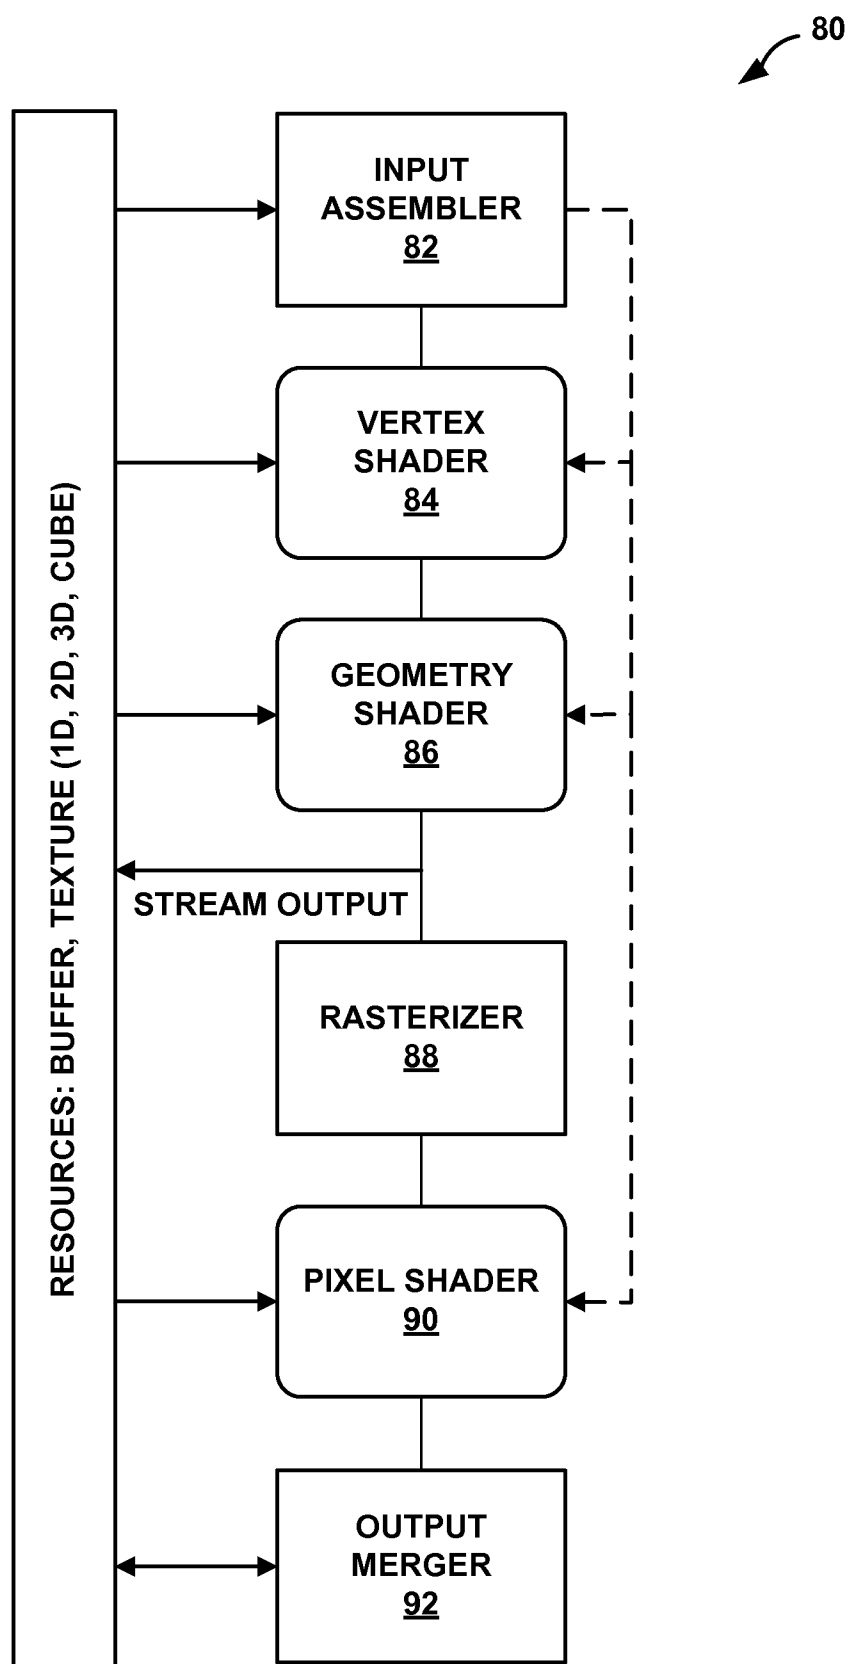 80
INPUT
ASSEMBLER
82
VERTEX
SHADER
84
GEOMETRY
SHADER
86
STREAM OUTPUT
RASTERIZER
88
PIXEL SHADER
90
OUTPUT
MERGER
92
RESOURCES: BUFFER, TEXTURE (1D, 2D, 3D, CUBE)